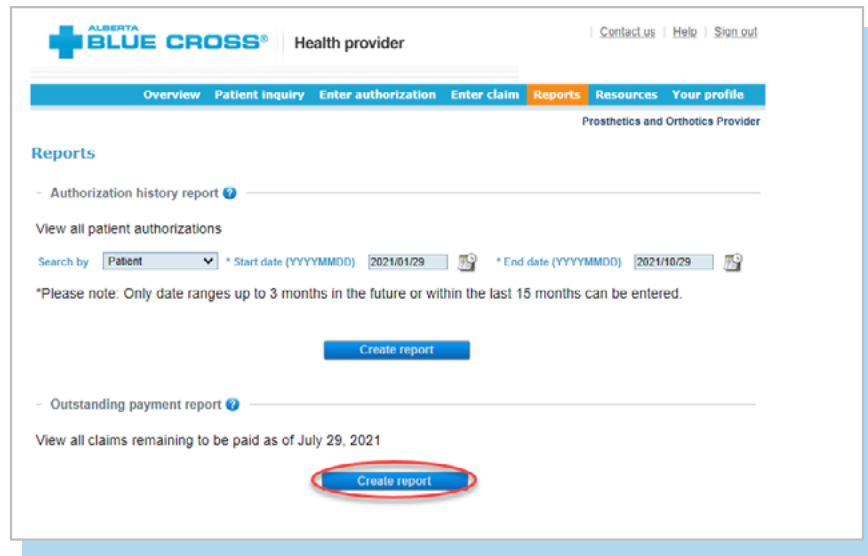 ALBERTA
BLUE CROSS® Health provider
Contact us | Help | Sign out
Overview Patient inquiry Enter authorization Enter claim Reports Resources Your profile
Prosthetics and Orthotics Provider
Reports
- Authorization history report ?
View all patient authorizations
Search by Patient * Start date (YYYYMMDD) 2021/01/29 * End date (YYYYMMDD) 2021/10/29
*Please note: Only date ranges up to 3 months in the future or within the last 15 months can be entered.
Create report
- Outstanding payment report ?
View all claims remaining to be paid as of July 29, 2021
Create report